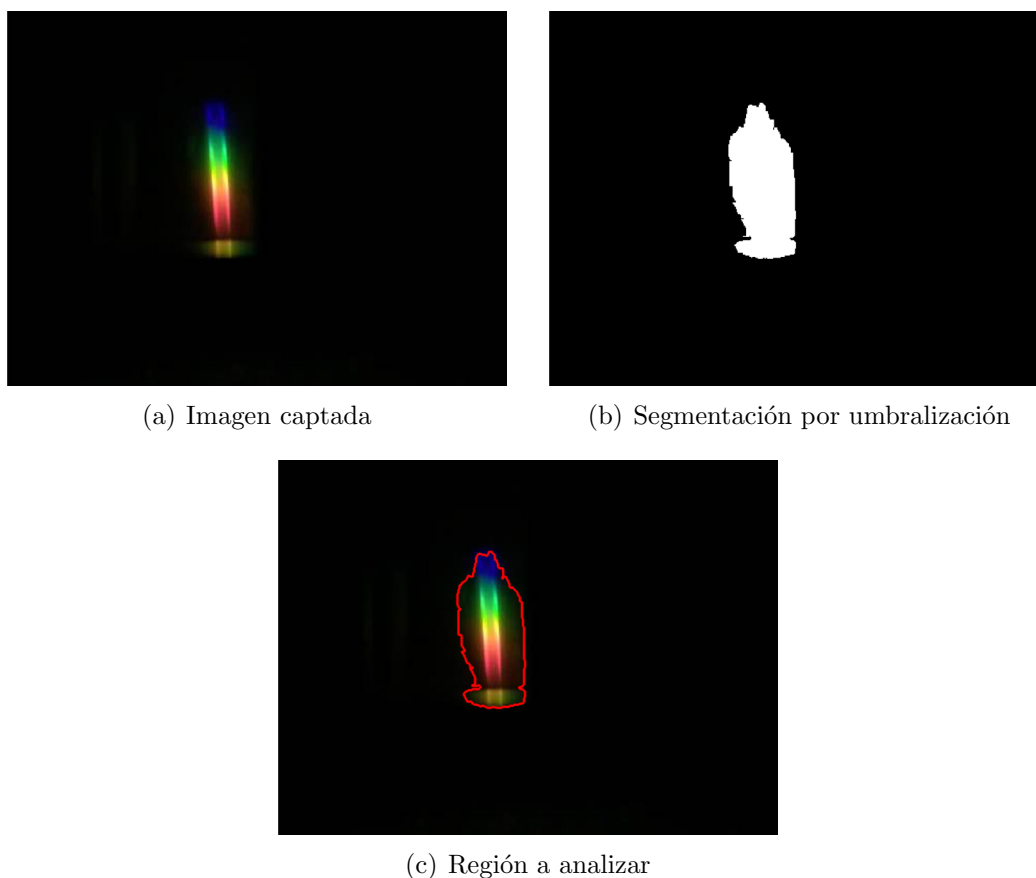 (a) Imagen captada
(b) Segmentación por umbralización
(c) Región a analizar